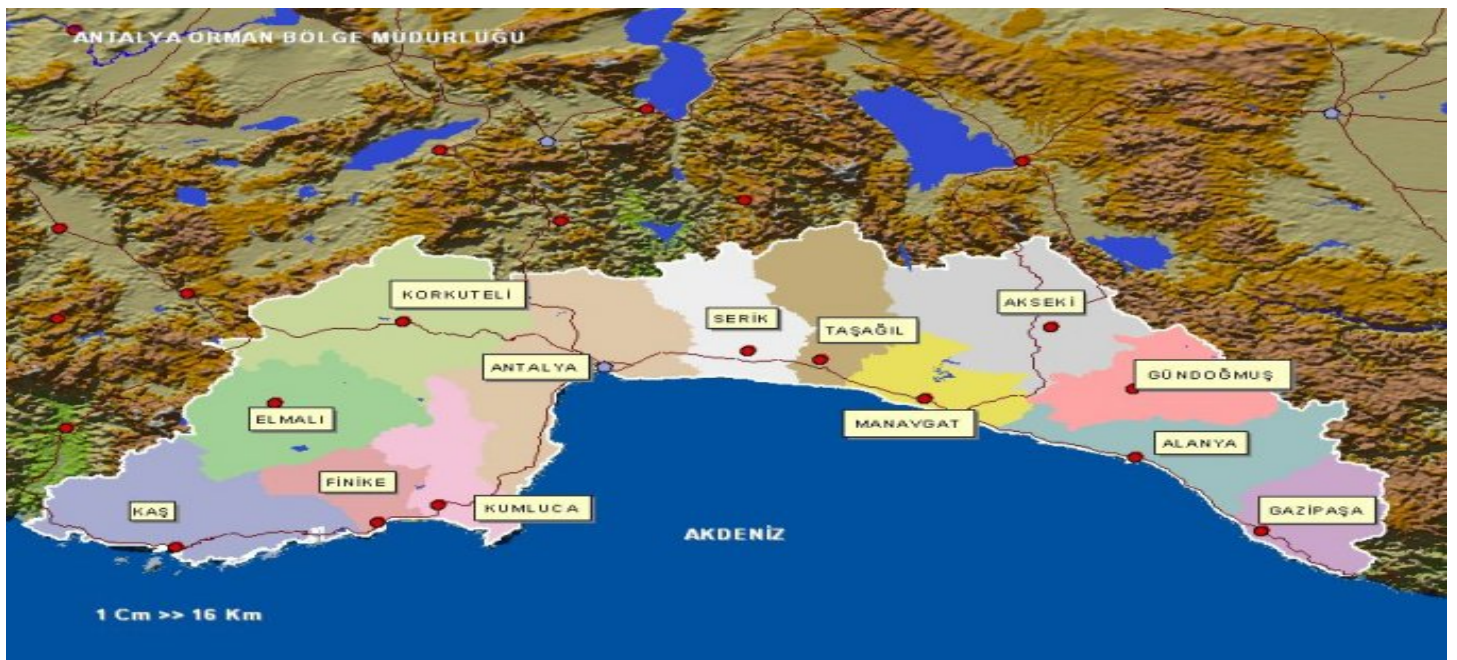 ANTALYA ORMAN BÖLGE MÜDÜRLÜĞÜ
KORKUTELİ
AKSEKİ
SERİK
TAŞAĞIL
ANTALYA
GÜNDOĞMUŞ
ELMALI
MANAVGAT
ALANYA
FİNİKE
KAŞ
KUMLUCA
GAZİPAŞA
AKDENİZ
1 Cm >> 16 Km